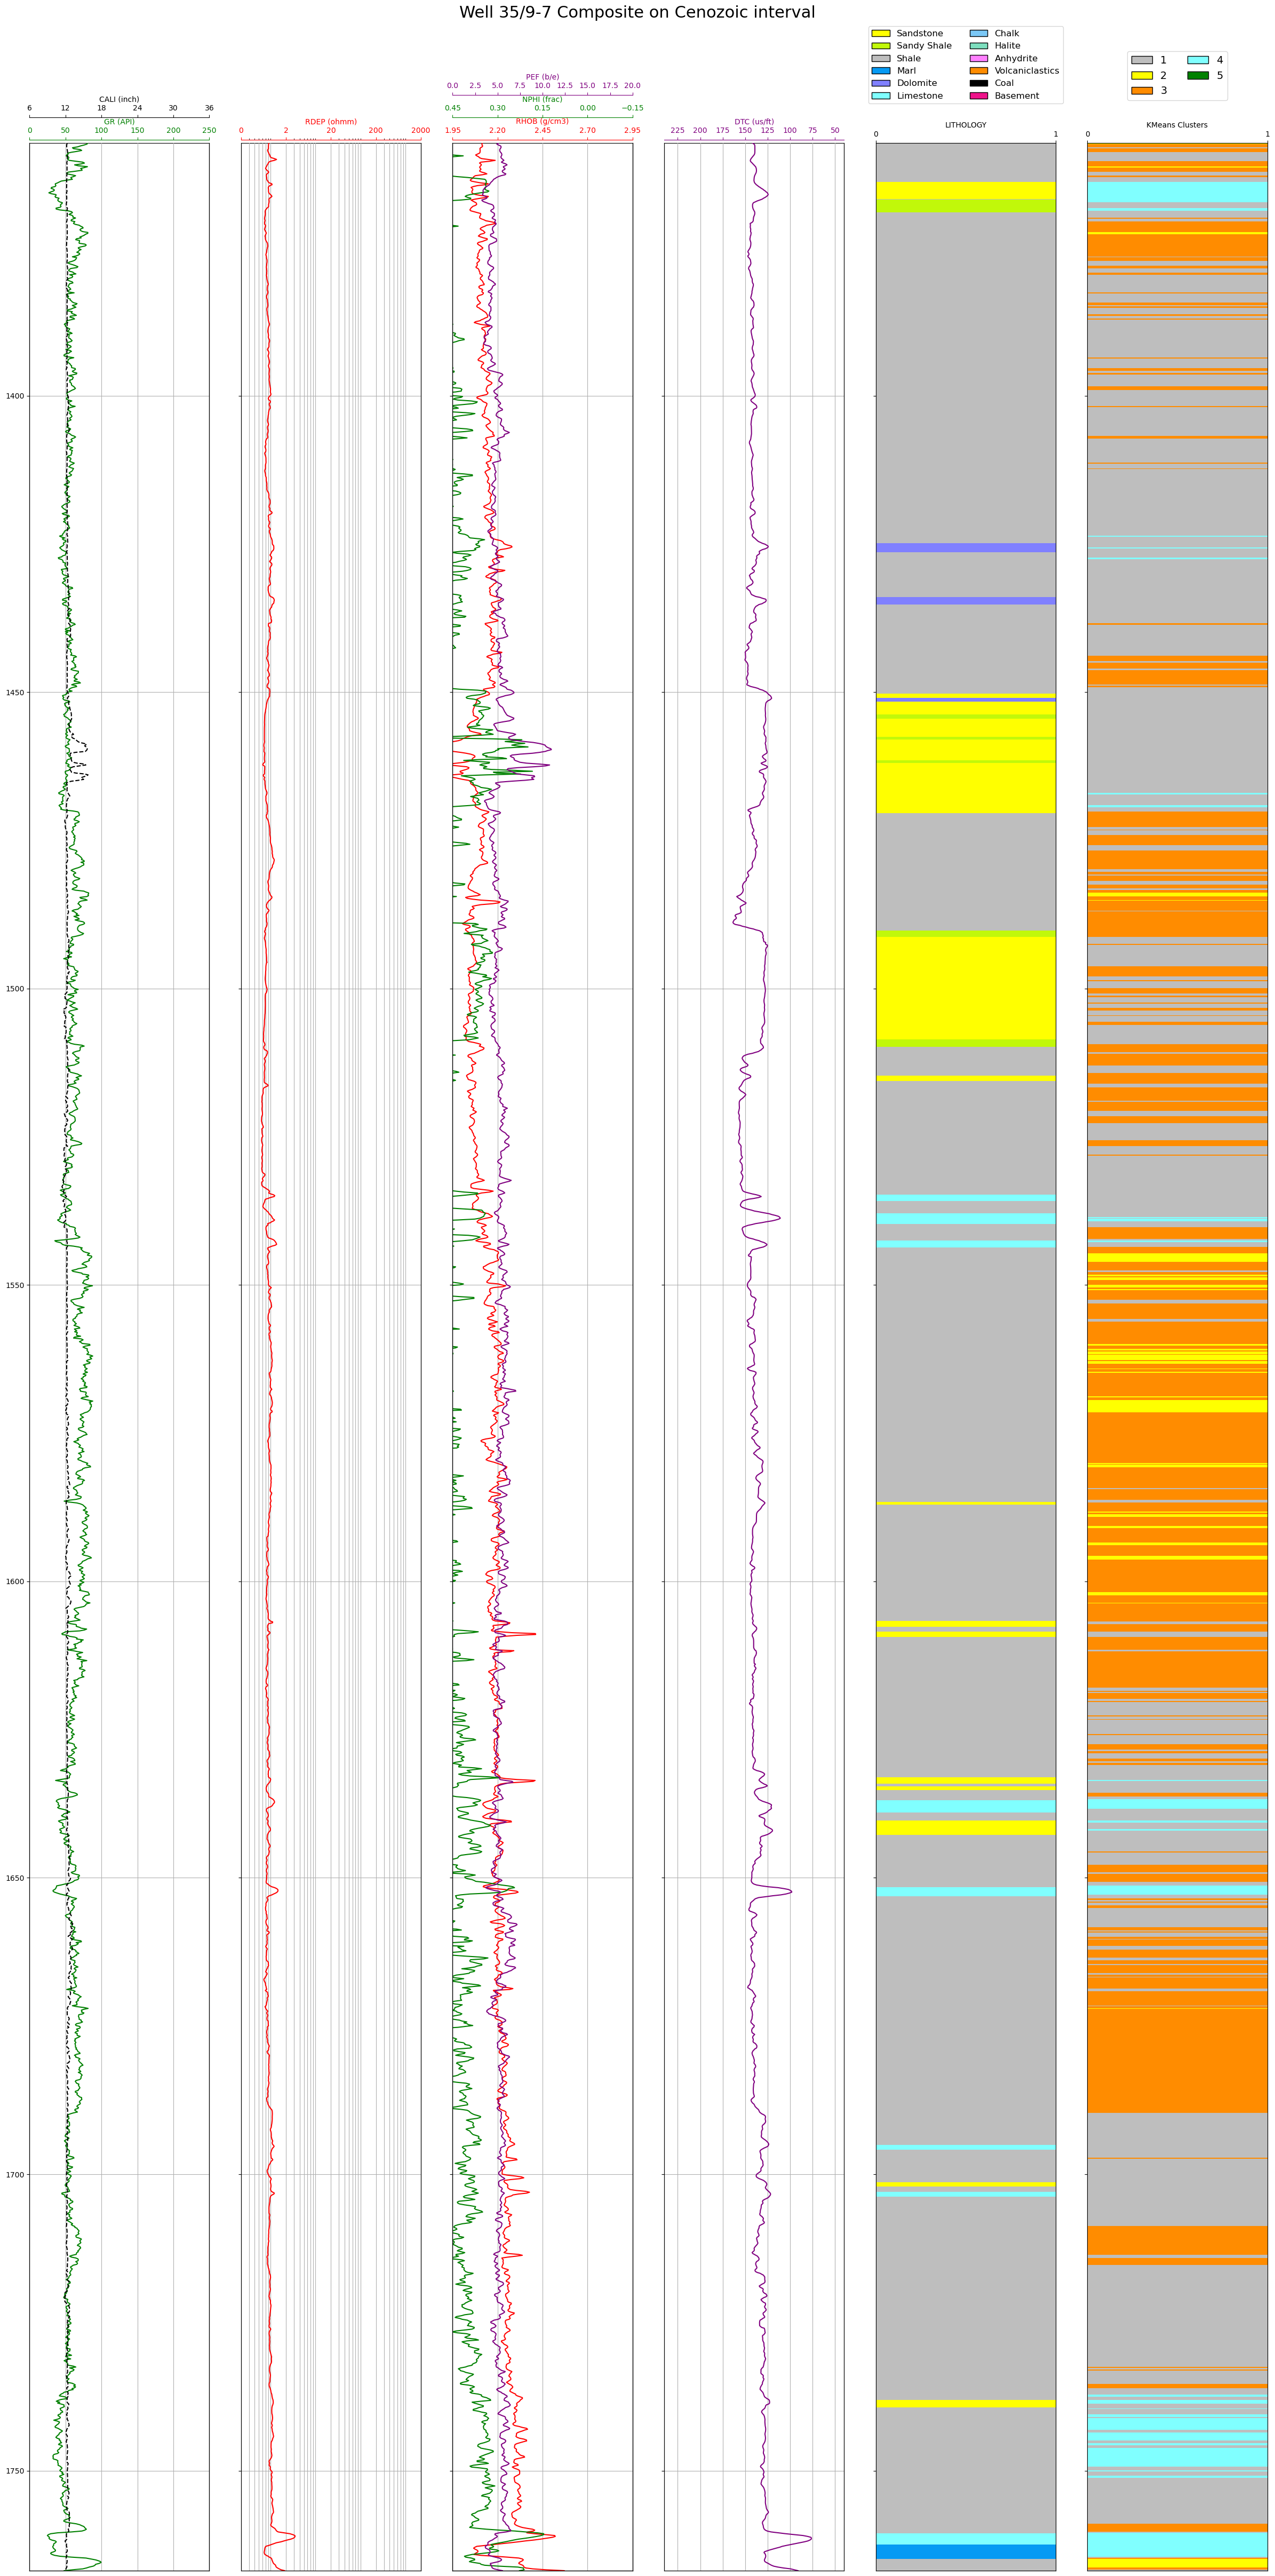 Well 35/9-7 Composite on Cenozoic interval
Sandstone
Sandy Shale
Shale
Marl
Dolomite
Limestone
Chalk
Halite
Anhydrite
Volcaniclastics
Coal
Basement
1
2
3
4
5
PEF (b/e)
0.0 2.5 5.0 7.5 10.0 12.5 15.0 17.5 20.0
CALI (inch)
6 12 18 24 30 36
NPHI (frac)
0.45 0.30 0.15 0.00 −0.15
GR (API)
0 50 100 150 200 250
RDEP (ohmm)
0 2 20 200 2000
RHOB (g/cm3)
1.95 2.20 2.45 2.70 2.95
DTC (us/ft)
225 200 175 150 125 100 75 50
LITHOLOGY
0 1
KMeans Clusters
0 1
1400
1450
1500
1550
1600
1650
1700
1750